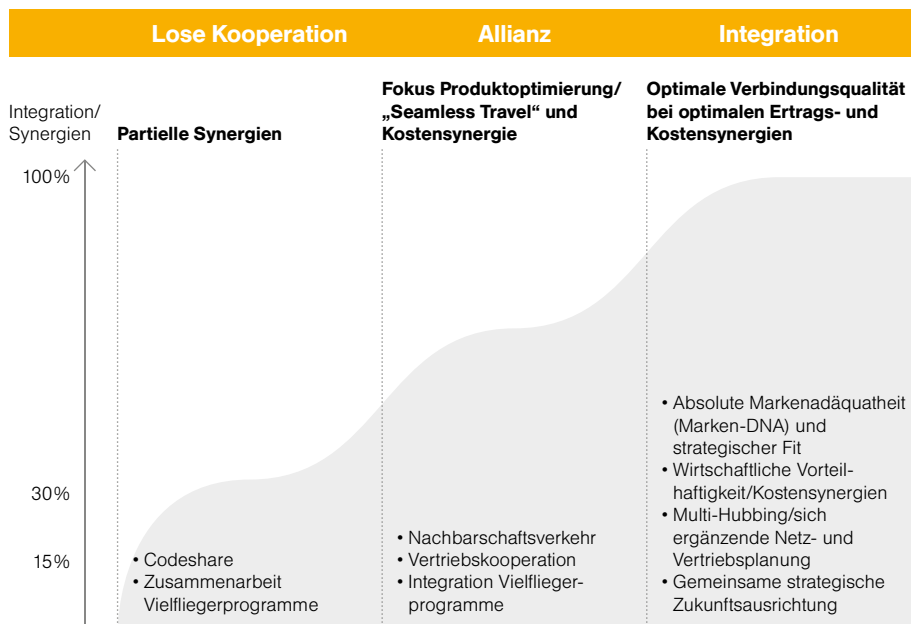 Lose Kooperation
Allianz
Integration
Integration/
Synergien
Partielle Synergien
Fokus Produktoptimierung/
„Seamless Travel“ und
Kostensynergie
Optimale Verbindungsqualität
bei optimalen Ertrags- und
Kostensynergien
100%
30%
15%
• Codeshare
• Zusammenarbeit
Vielfliegerprogramme
• Nachbarschaftsverkehr
• Vertriebskooperation
• Integration Vielflieger-
programme
• Absolute Markenadäquatheit
(Marken-DNA) und
strategischer Fit
• Wirtschaftliche Vorteil-
haftigkeit/Kostensynergien
• Multi-Hubbing/sich
ergänzende Netz- und
Vertriebsplanung
• Gemeinsame strategische
Zukunftsausrichtung